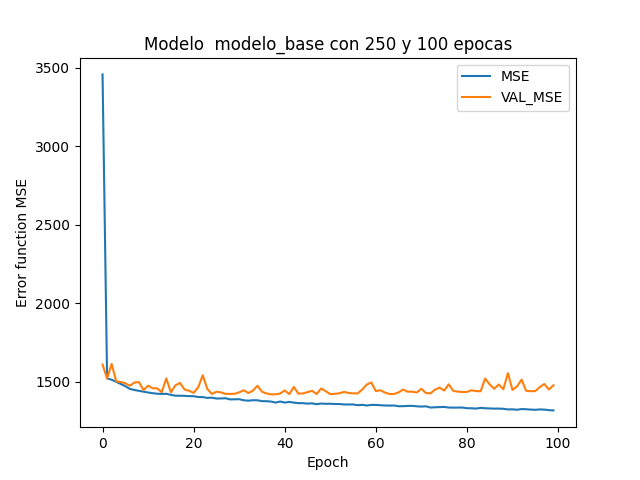 Modelo  modelo_base con 250 y 100 epocas
MSE
VAL_MSE
Error function MSE
3500
3000
2500
2000
1500
0
20
40
60
80
100
Epoch